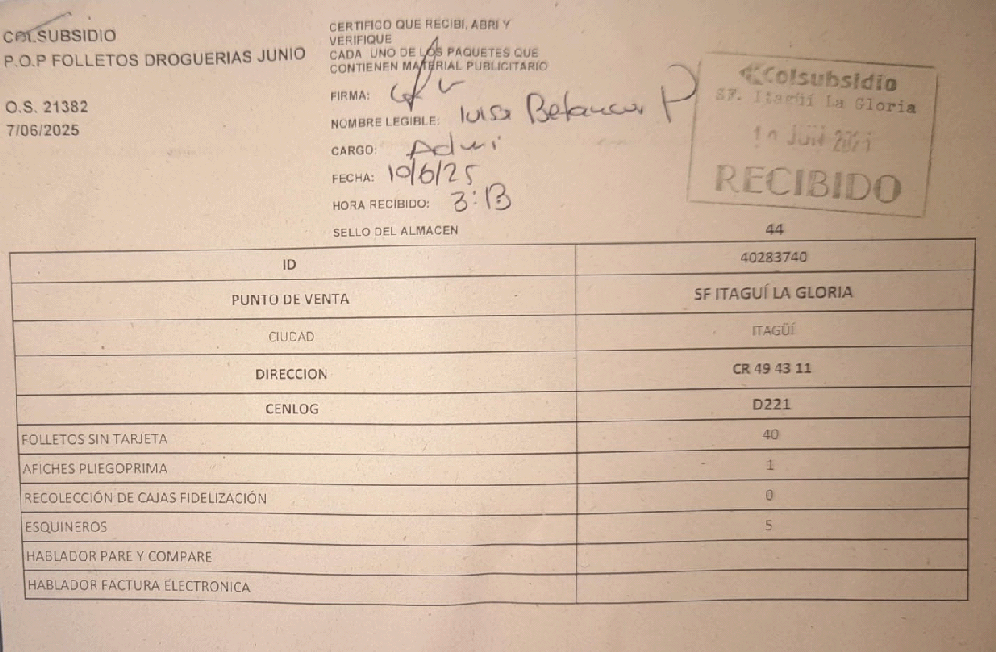 COLSUBSIDIO
P.O.P FOLLETOS DROGUERIAS JUNIO
O.S. 21382
7/06/2025
CERTIFICO QUE RECIBI, ABRI Y
VERIFIQUE
CADA UNO DE LOS PAQUETES QUE
CONTIENEN MATERIAL PUBLICITARIO
FIRMA:
NOMBRE LEGIBLE: luisa Betancur P
CARGO: Admi
FECHA: 10/6/25
HORA RECIBIDO: 3:13
SELLO DEL ALMACEN
Colsubsidio
SF. Itagüí La Gloria
JUN
RECIBIDO
44
ID 40283740
PUNTO DE VENTA SF ITAGUÍ LA GLORIA
CIUDAD ITAGÜÍ
DIRECCION CR 49 43 11
CENLOG D221
FOLLETOS SIN TARJETA 40
AFICHES PLIEGOPRIMA 1
RECOLECCIÓN DE CAJAS FIDELIZACIÓN 0
ESQUINEROS 5
HABLADOR PARE Y COMPARE
HABLADOR FACTURA ELECTRONICA